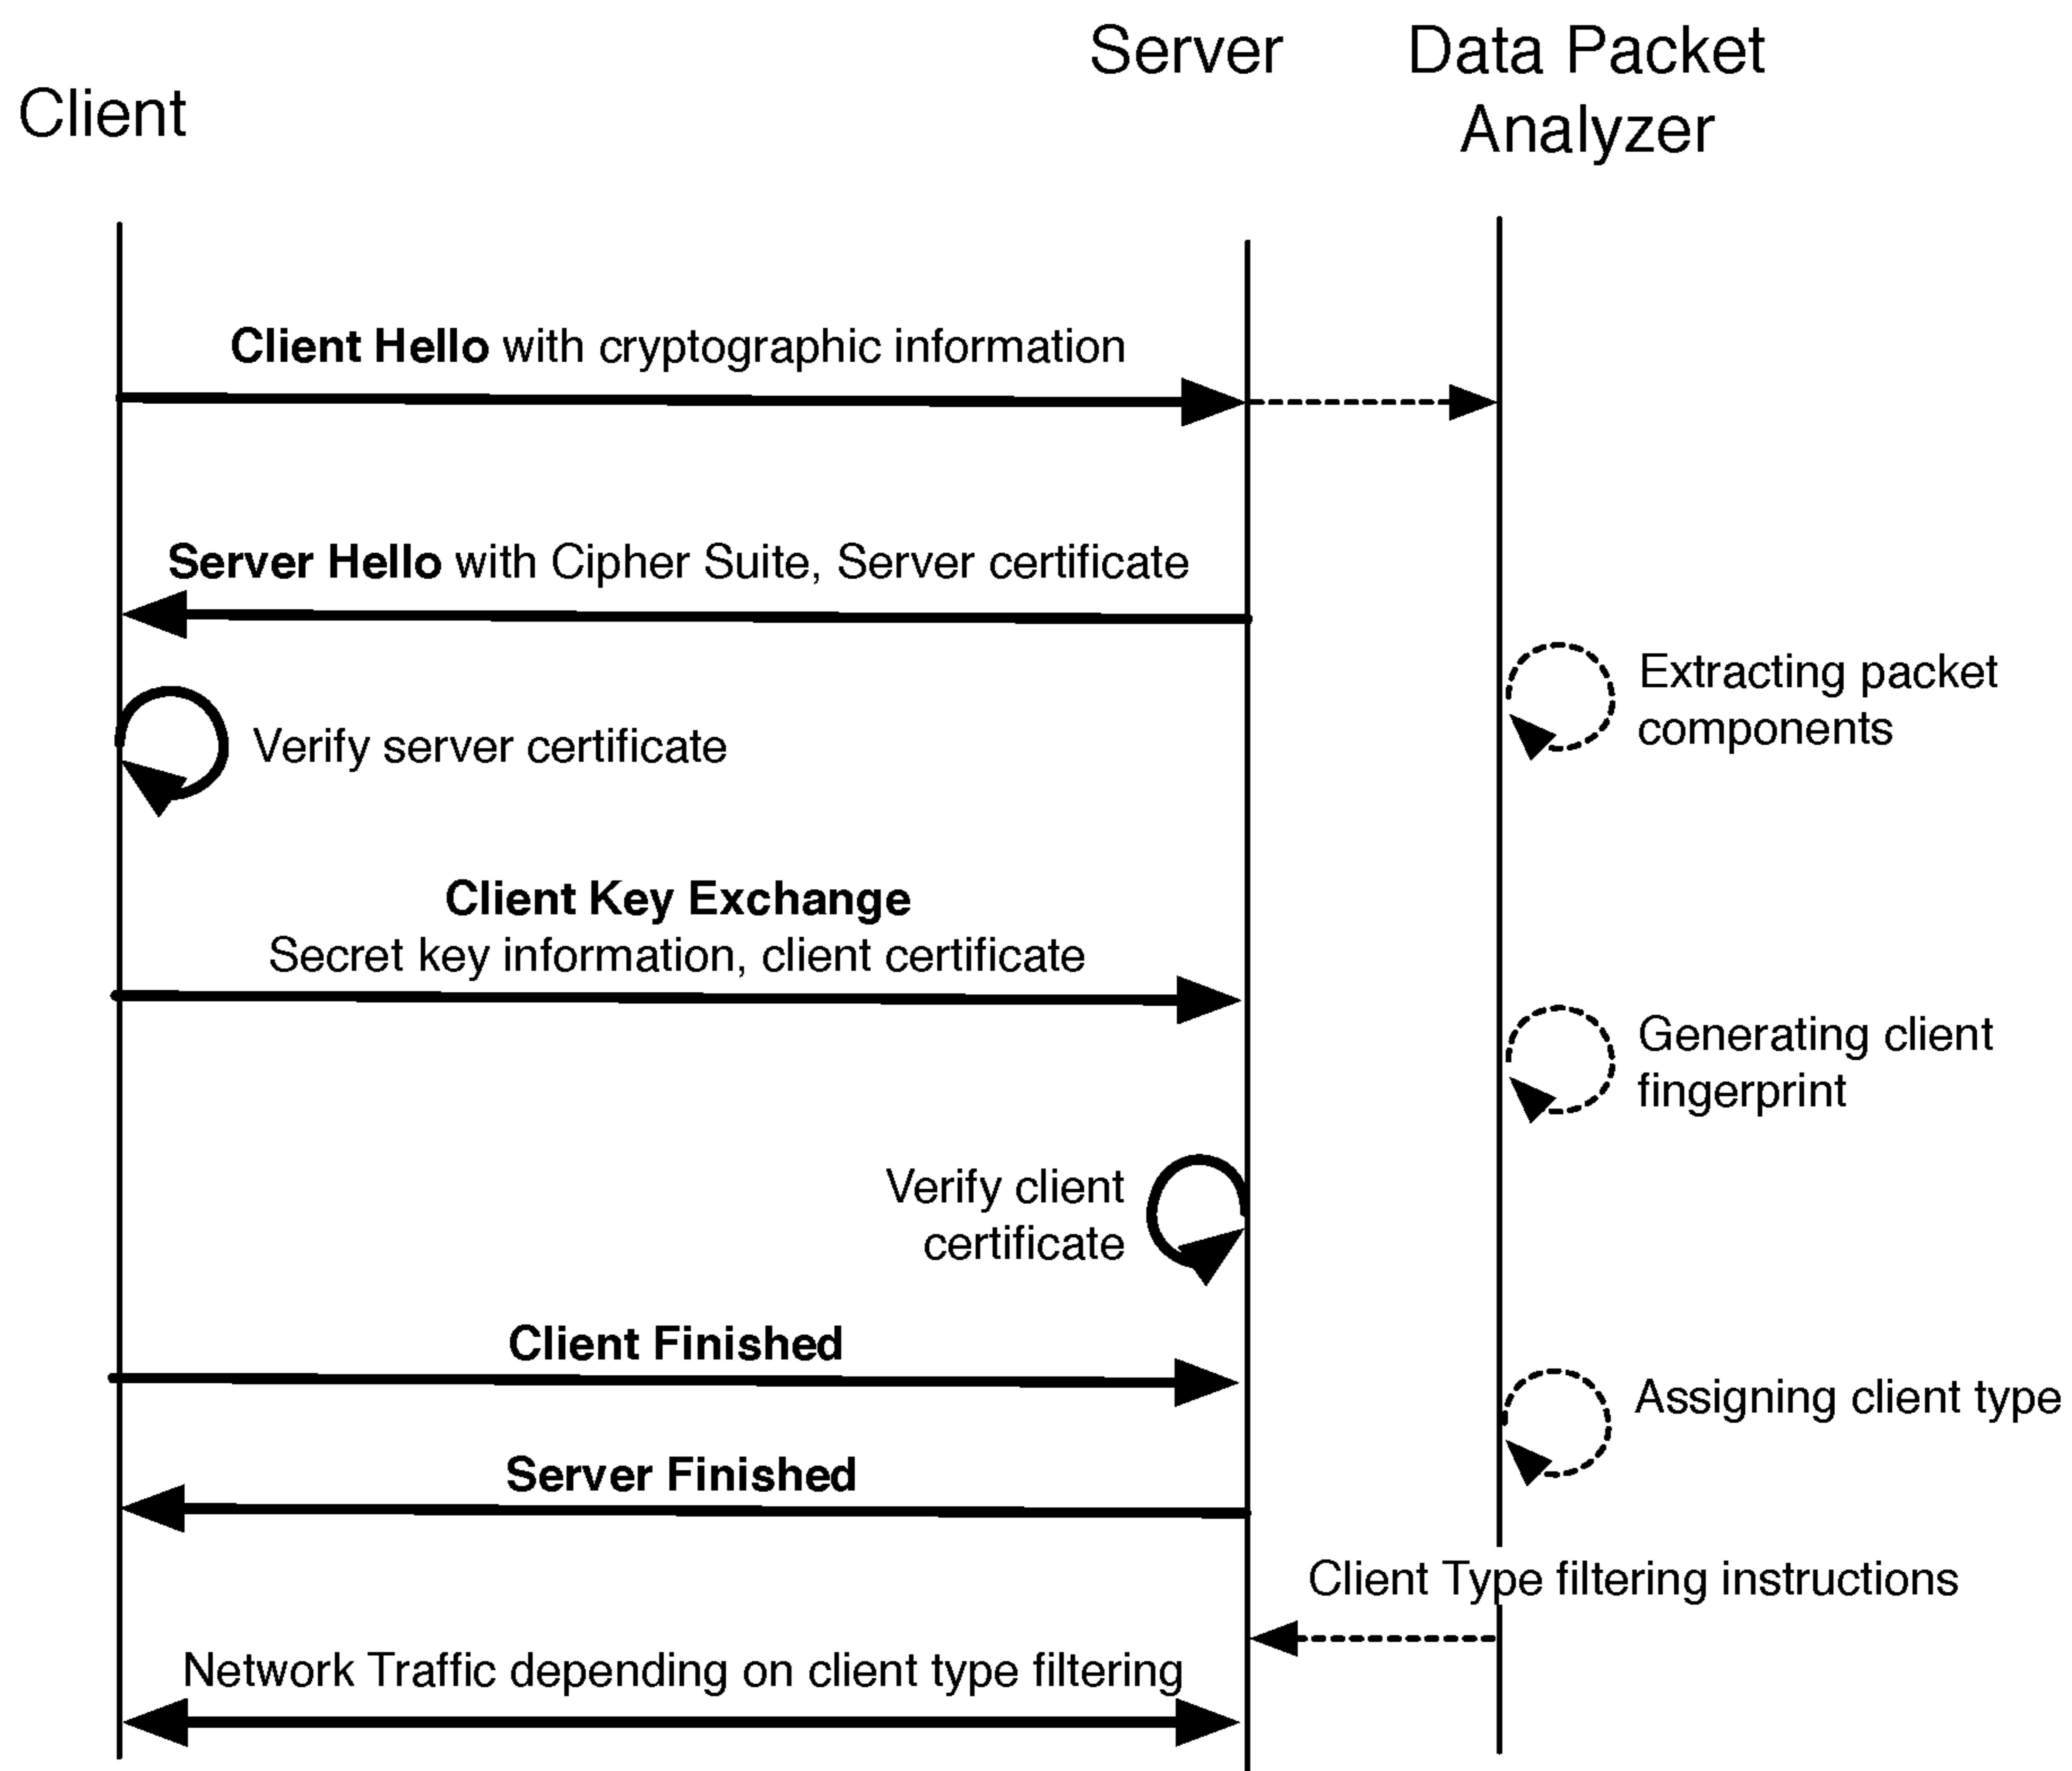 Server
Data Packet
Analyzer
Client
Client Hello with cryptographic information
Server Hello with Cipher Suite, Server certificate
Extracting packet
components
Verify server certificate
Client Key Exchange
Secret key information, client certificate
Generating client
fingerprint
Verify client
certificate
Client Finished
Assigning client type
Server Finished
Client Type filtering instructions
Network Traffic depending on client type filtering